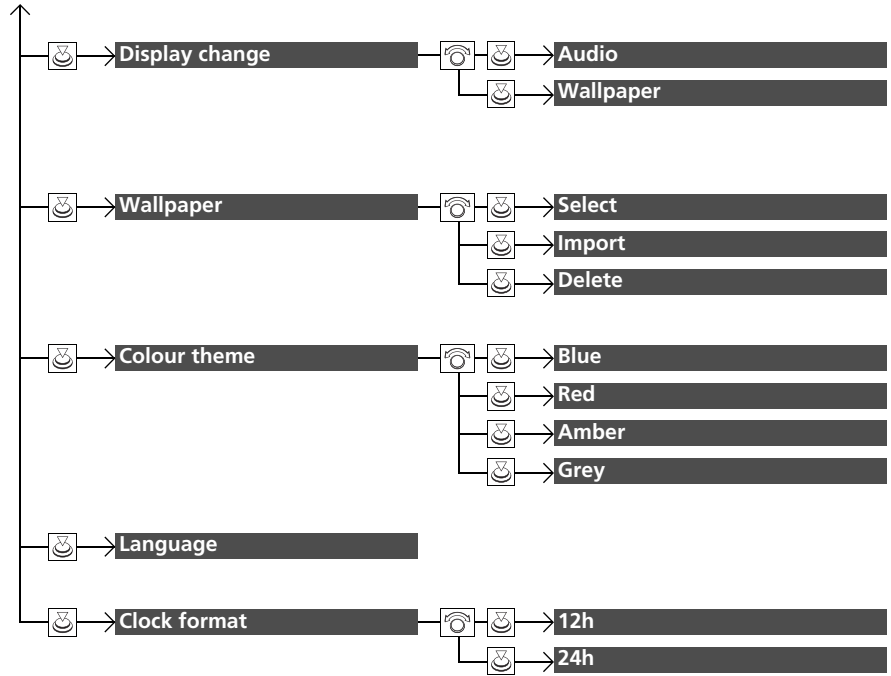 Display change
Audio
Wallpaper
Wallpaper
Select
Import
Delete
Colour theme
Blue
Red
Amber
Grey
Language
Clock format
12h
24h